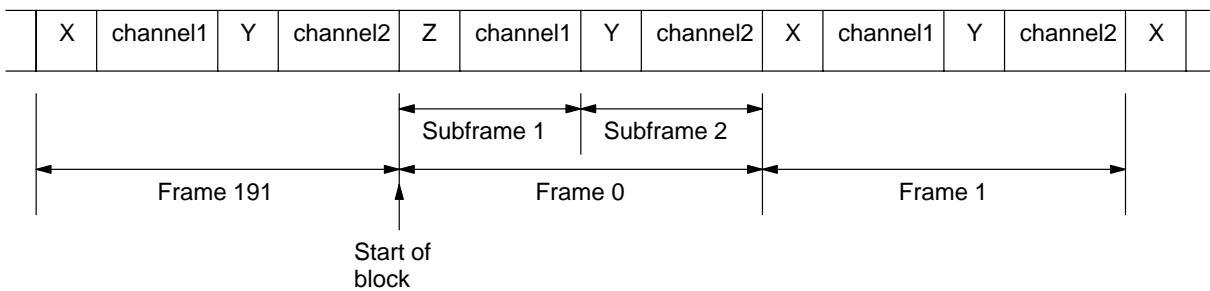 X channel1 Y channel2 Z channel1 Y channel2 X channel1 Y channel2 X
Subframe 1 Subframe 2
Frame 191 Frame 0 Frame 1
Start of
block